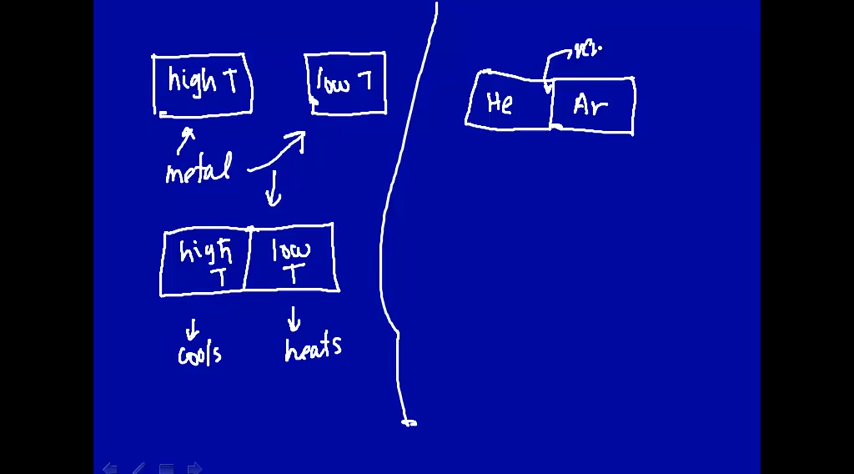 high T
low T
metal
high
T
low
T
cools
heats
He
Ar